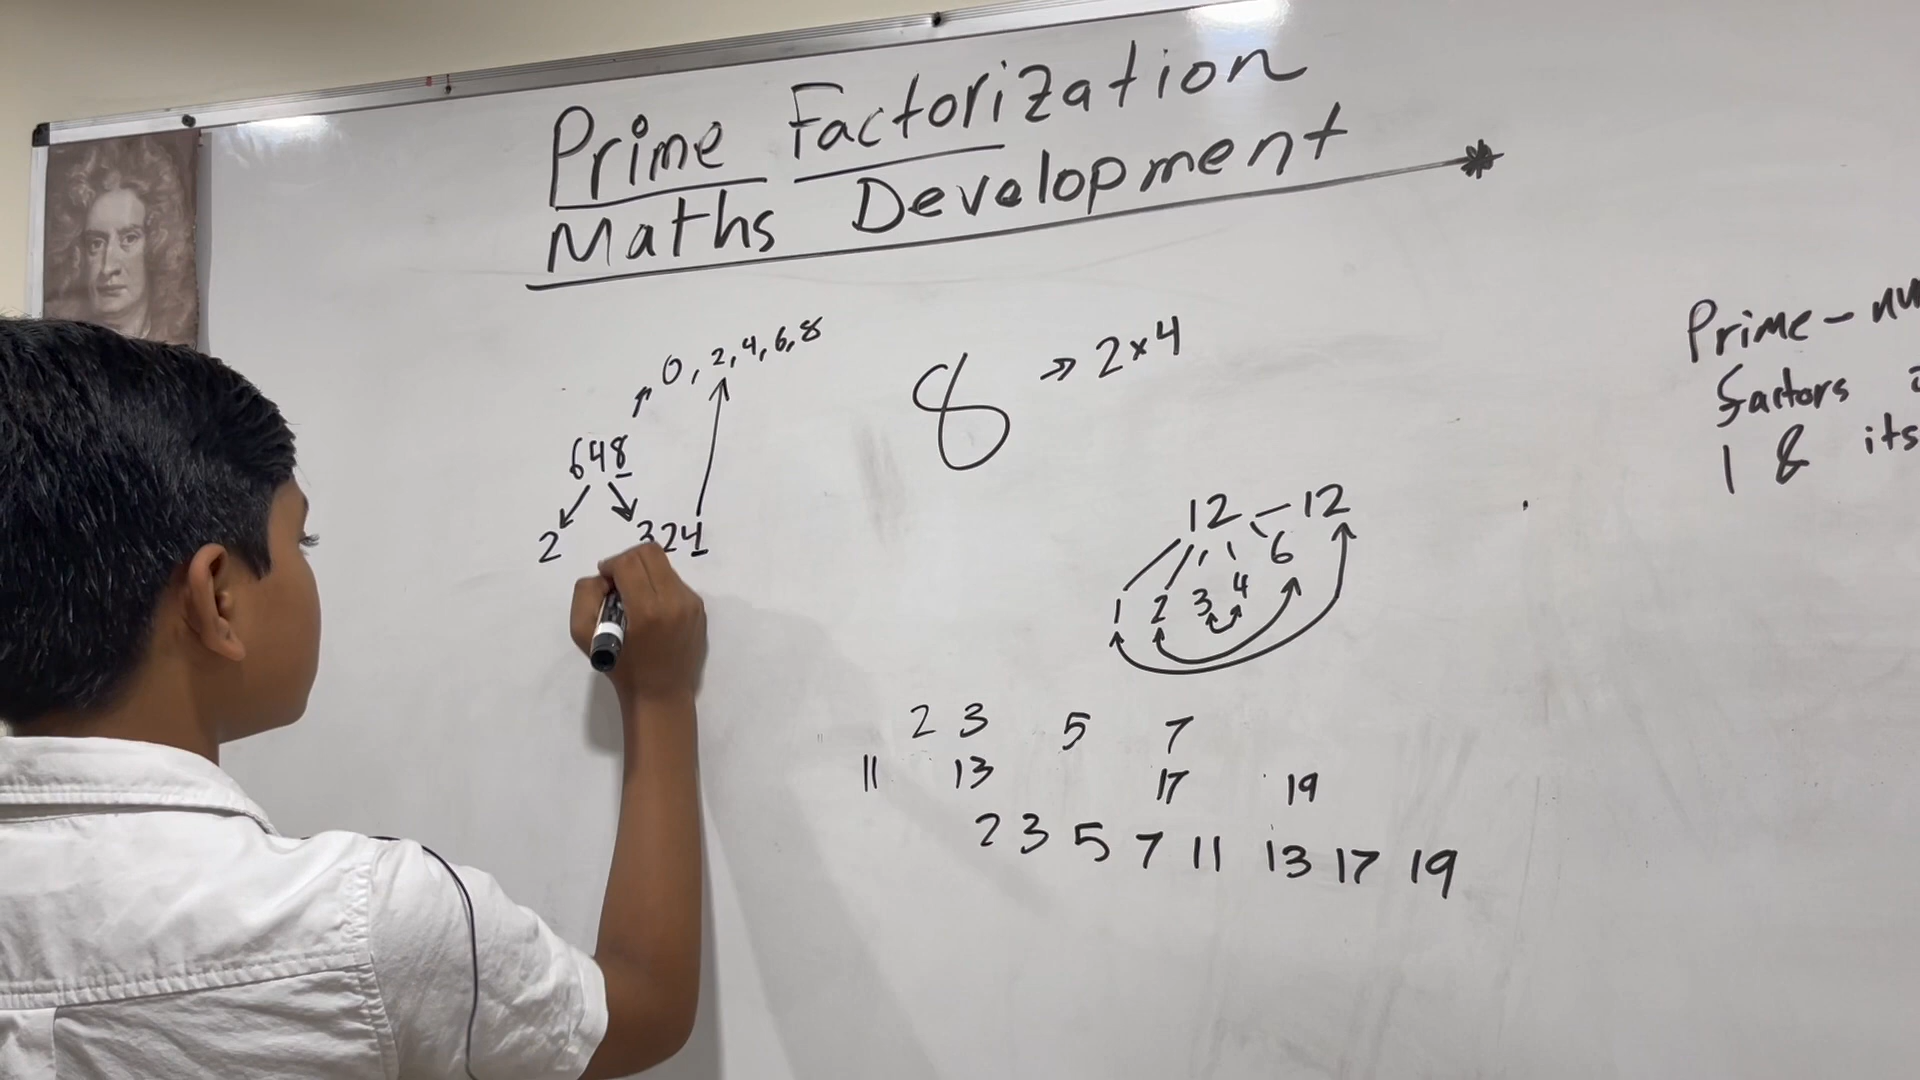 Prime Factorization
Maths Development
0, 2, 4, 6, 8
648
2 324
8 → 2×4
12 - 12
1 2 3 4 6
2 3 5 7
11 13 17 19
2 3 5 7 11 13 17 19
Prime -
factors
1 & its